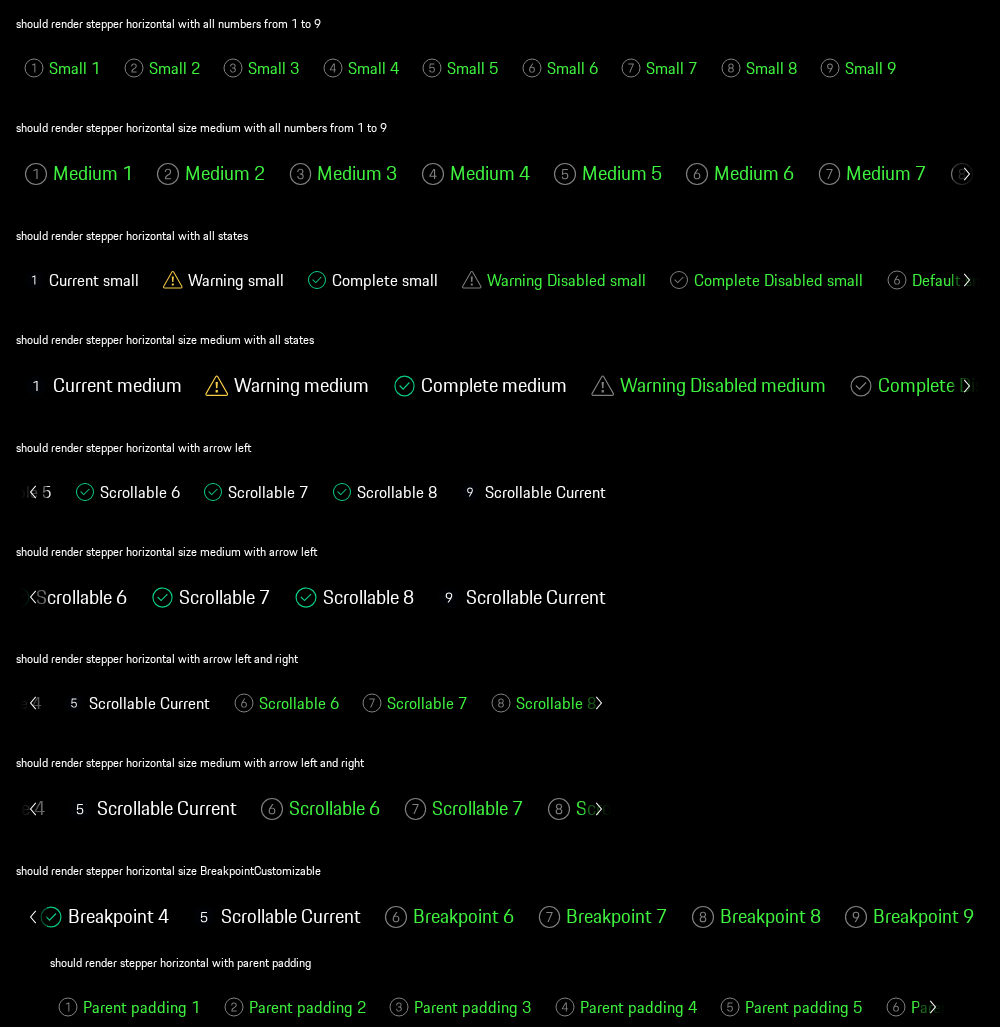 should render stepper horizontal with all numbers from 1 to 9
1 Small 1 2 Small 2 3 Small 3 4 Small 4 5 Small 5 6 Small 6 7 Small 7 8 Small 8 9 Small 9
should render stepper horizontal size medium with all numbers from 1 to 9
1 Medium 1 2 Medium 2 3 Medium 3 4 Medium 4 5 Medium 5 6 Medium 6 7 Medium 7 8
should render stepper horizontal with all states
1 Current small Warning small Complete small Warning Disabled small Complete Disabled small 6 Default
should render stepper horizontal size medium with all states
1 Current medium Warning medium Complete medium Warning Disabled medium Complete
should render stepper horizontal with arrow left
5 Scrollable 6 Scrollable 7 Scrollable 8 9 Scrollable Current
should render stepper horizontal size medium with arrow left
Scrollable 6 Scrollable 7 Scrollable 8 9 Scrollable Current
should render stepper horizontal with arrow left and right
4 5 Scrollable Current 6 Scrollable 6 7 Scrollable 7 8 Scrollable 8
should render stepper horizontal size medium with arrow left and right
4 5 Scrollable Current 6 Scrollable 6 7 Scrollable 7 8
should render stepper horizontal size BreakpointCustomizable
Breakpoint 4 5 Scrollable Current 6 Breakpoint 6 7 Breakpoint 7 8 Breakpoint 8 9 Breakpoint 9
should render stepper horizontal with parent padding
1 Parent padding 1 2 Parent padding 2 3 Parent padding 3 4 Parent padding 4 5 Parent padding 5 6